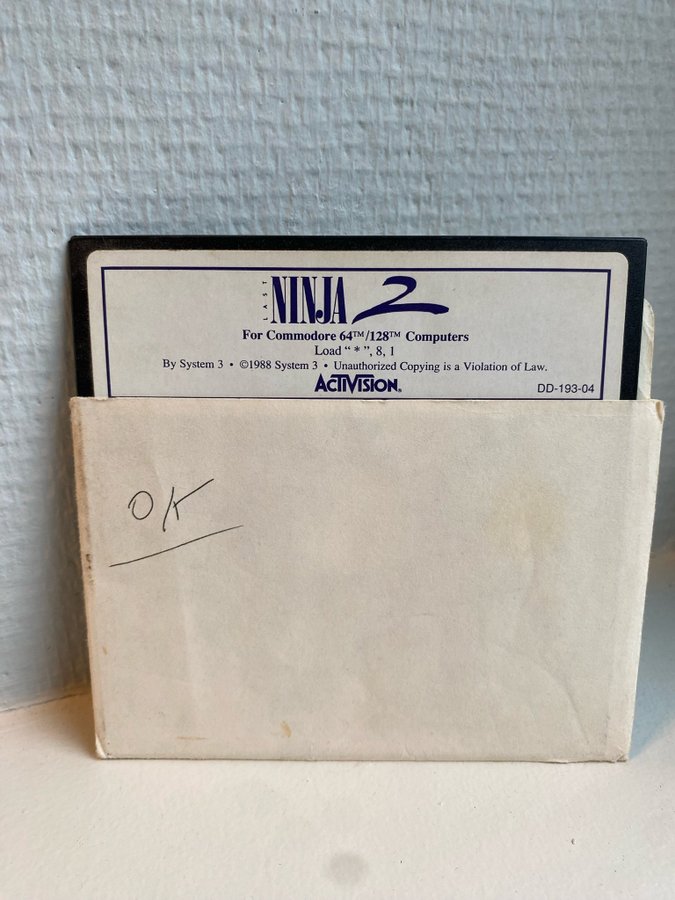 LAST NINJA 2
For Commodore 64™/128™ Computers
Load “ * ”, 8, 1
By System 3 • ©1988 System 3 • Unauthorized Copying is a Violation of Law.
ACTIVISION®
DD-193-04
OK